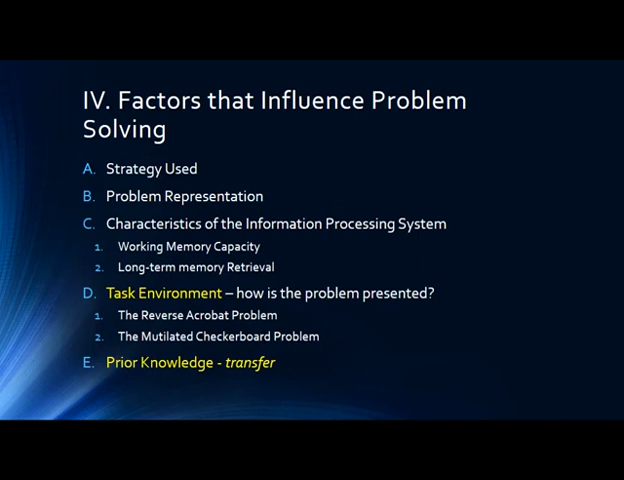 IV. Factors that Influence Problem
Solving
A. Strategy Used
B. Problem Representation
C. Characteristics of the Information Processing System
1. Working Memory Capacity
2. Long-term memory Retrieval
D. Task Environment – how is the problem presented?
1. The Reverse Acrobat Problem
2. The Mutilated Checkerboard Problem
E. Prior Knowledge - transfer